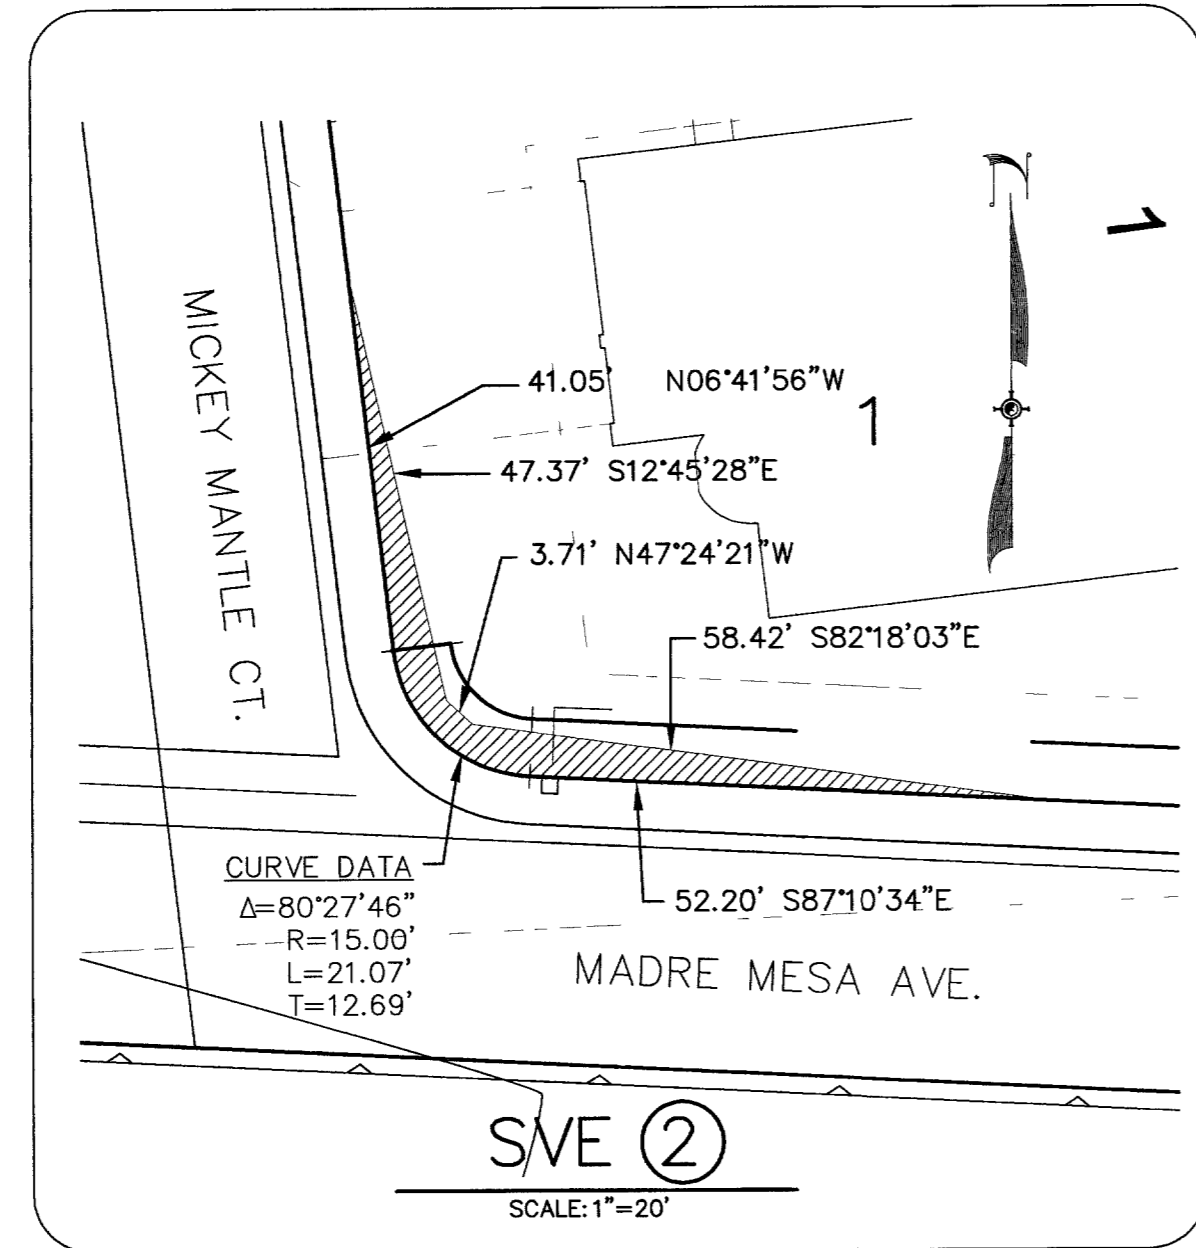 1
MICKEY MANTLE CT.
41.05' N06°41'56"W
1
47.37' S12°45'28"E
3.71' N47°24'21"W
58.42' S82°18'03"E
CURVE DATA
Δ=80°27'46"
R=15.00'
L=21.07'
T=12.69'
52.20' S87°10'34"E
MADRE MESA AVE.
SVE 2
SCALE: 1"=20'